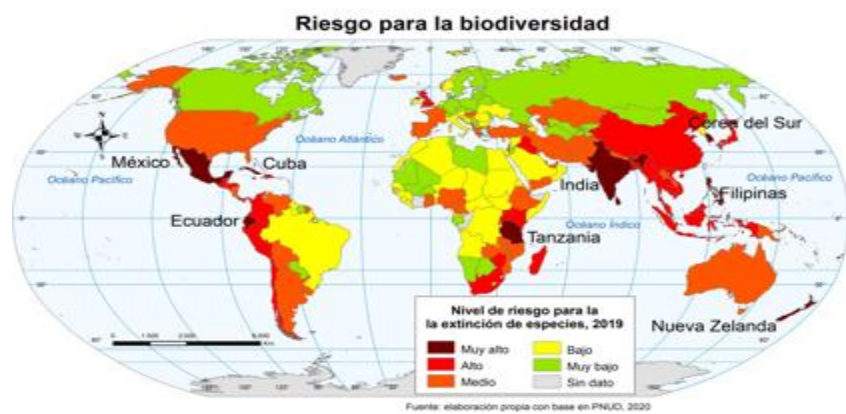 Riesgo para la biodiversidad
Corea del Sur
Océano Atlántico
México
Cuba
Océano Pacífico
Océano Pacífico
India
Filipinas
Ecuador
Océano Índico
Tanzania
Nueva Zelanda
Nivel de riesgo para la
la extinción de especies, 2019
Muy alto
Bajo
Alto
Muy bajo
Medio
Sin dato
Fuente: elaboración propia con base en PNUD, 2020